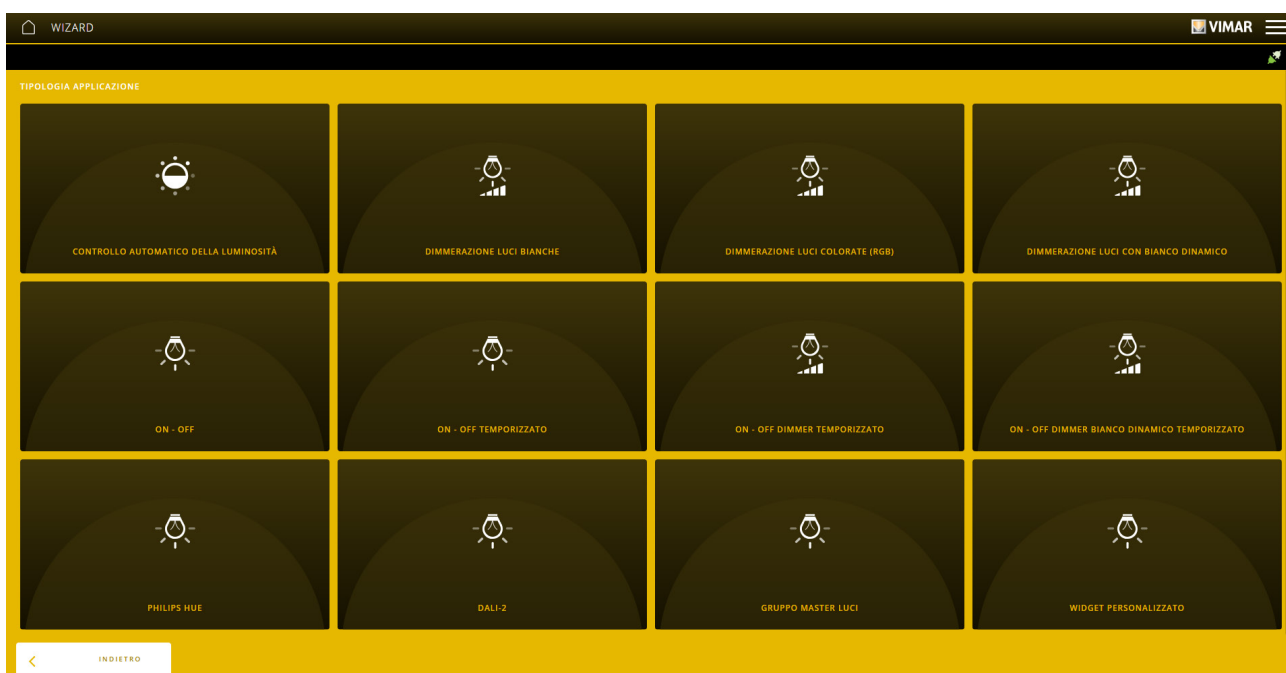 WIZARD
VIMAR
TIPOLOGIA APPLICAZIONE
CONTROLLO AUTOMATICO DELLA LUMINOSITÀ
DIMMERAZIONE LUCI BIANCHE
DIMMERAZIONE LUCI COLORATE (RGB)
DIMMERAZIONE LUCI CON BIANCO DINAMICO
ON - OFF
ON - OFF TEMPORIZZATO
ON - OFF DIMMER TEMPORIZZATO
ON - OFF DIMMER BIANCO DINAMICO TEMPORIZZATO
PHILIPS HUE
DALI-2
GRUPPO MASTER LUCI
WIDGET PERSONALIZZATO
INDIETRO